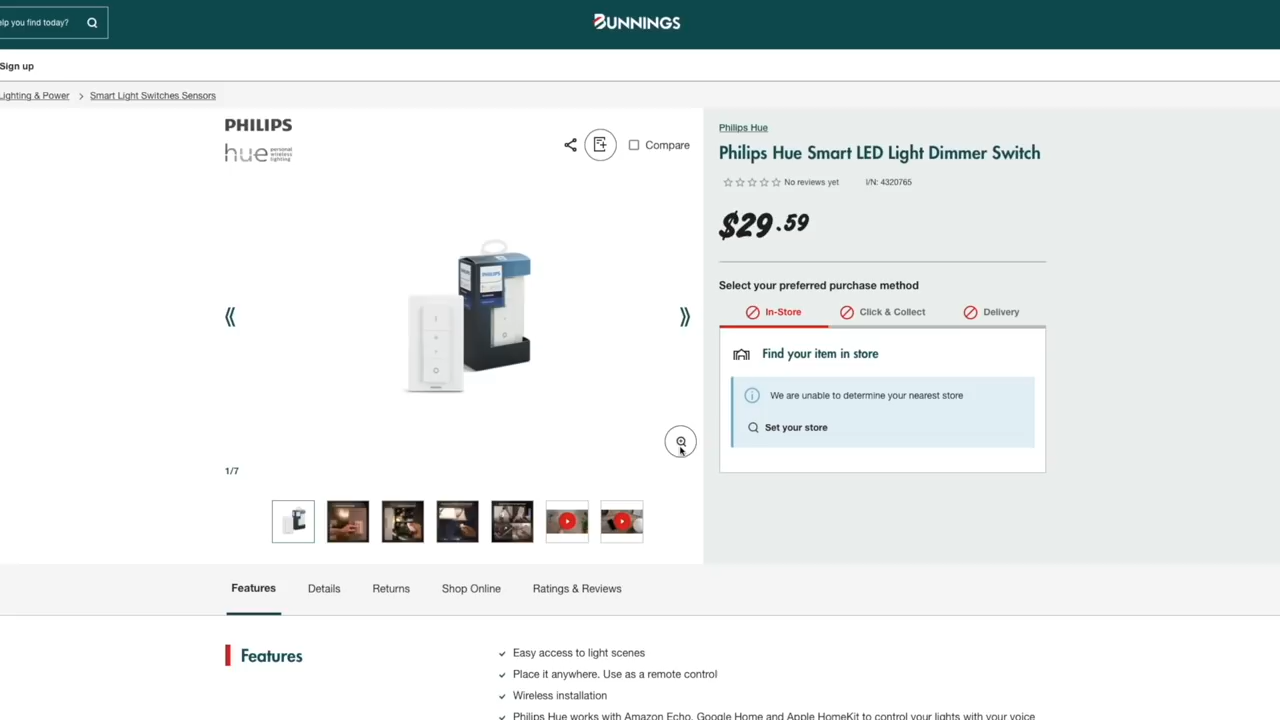 elp you find today?
BUNNINGS
Sign up
Lighting & Power
Smart Light Switches Sensors
PHILIPS
hue personal wireless lighting
Compare
Philips Hue
Philips Hue Smart LED Light Dimmer Switch
No reviews yet
I/N: 4320765
$29.59
Select your preferred purchase method
In-Store
Click & Collect
Delivery
Find your item in store
We are unable to determine your nearest store
Set your store
PHILIPS
1/7
Features
Details
Returns
Shop Online
Ratings & Reviews
Features
Easy access to light scenes
Place it anywhere. Use as a remote control
Wireless installation
Philips Hue works with Amazon Echo, Google Home and Apple HomeKit to control your lights with your voice